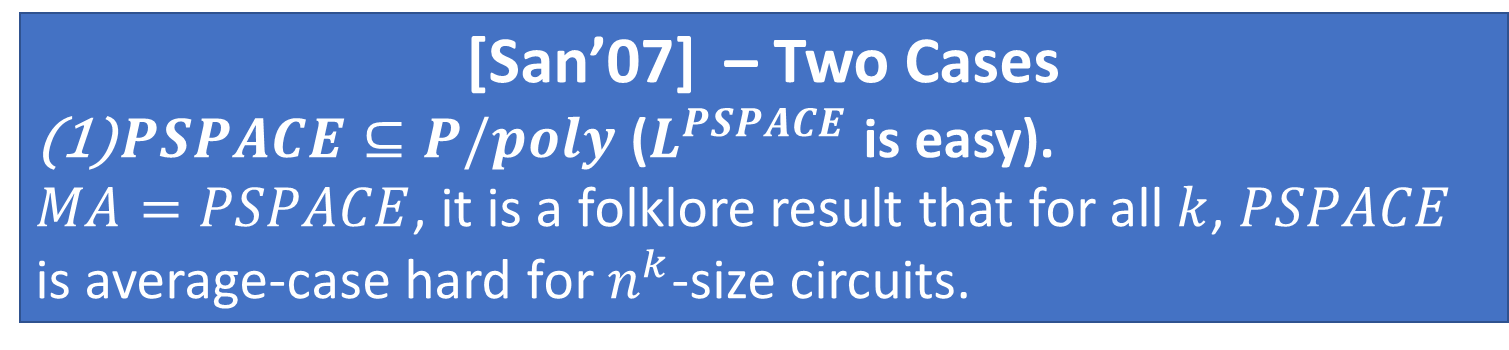 [San'07] – Two Cases
(1)PSPACE ⊆ P/poly (L^PSPACE is easy).
MA = PSPACE, it is a folklore result that for all k, PSPACE
is average-case hard for n^k-size circuits.